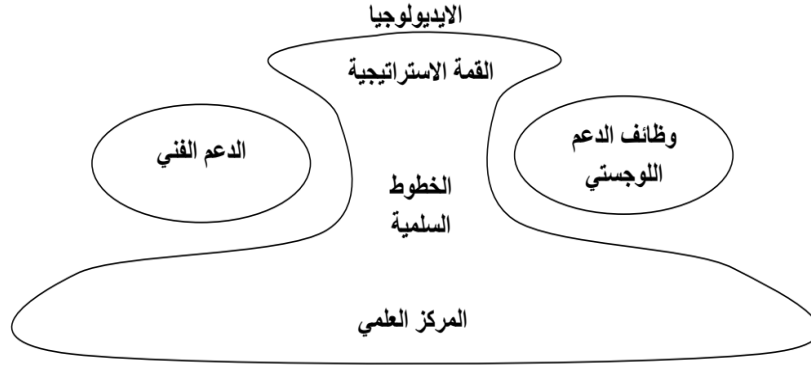 الايديولوجيا
القمة الاستراتيجية
وظائف الدعم
اللوجستي
الدعم الفني
الخطوط
السلمية
المركز العلمي